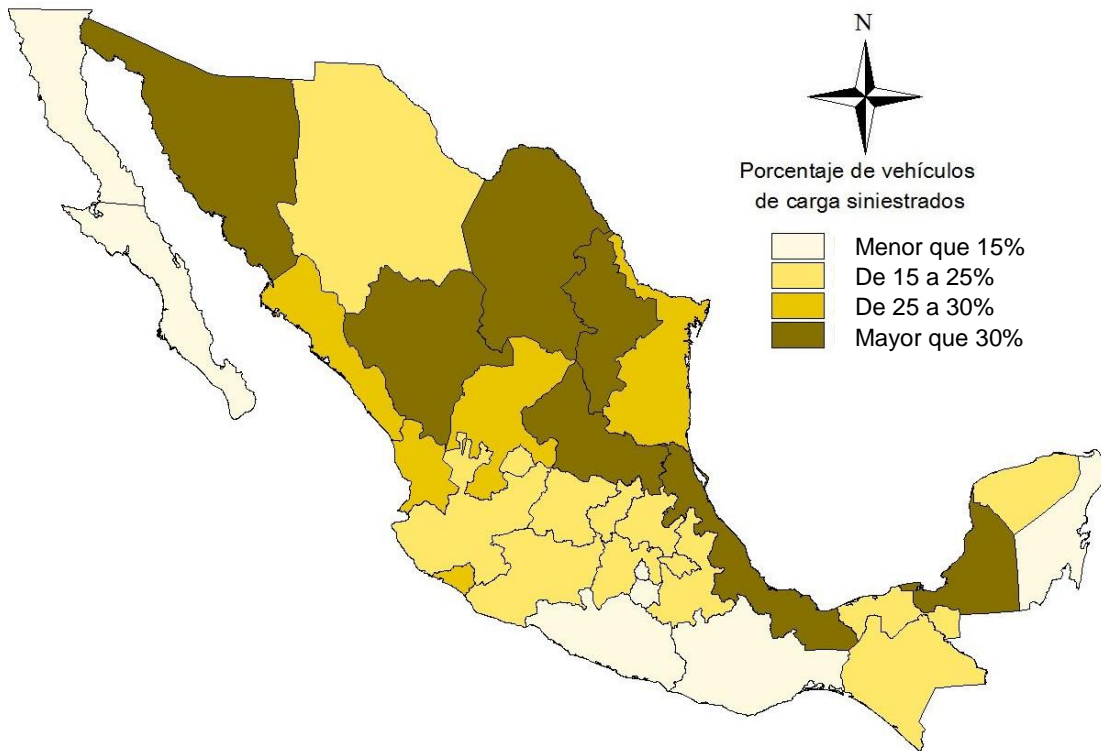 N
Porcentaje de vehículos
de carga siniestrados
Menor que 15%
De 15 a 25%
De 25 a 30%
Mayor que 30%